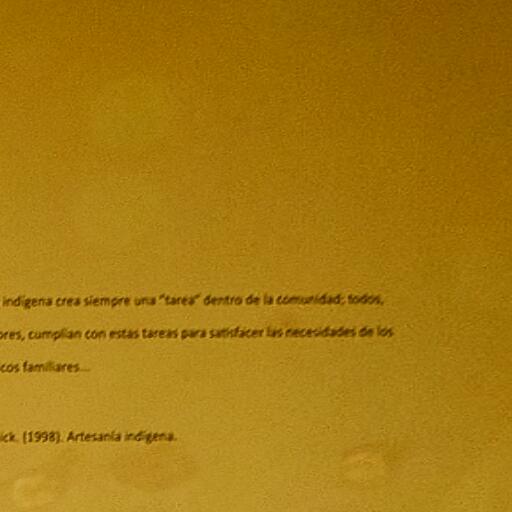 indígena crea siempre una "tarea" dentro de la comunidad; todos,
ores, cumplían con estas tareas para satisfacer las necesidades de los
cos familiares...
ick. (1998). Artesanía indígena.